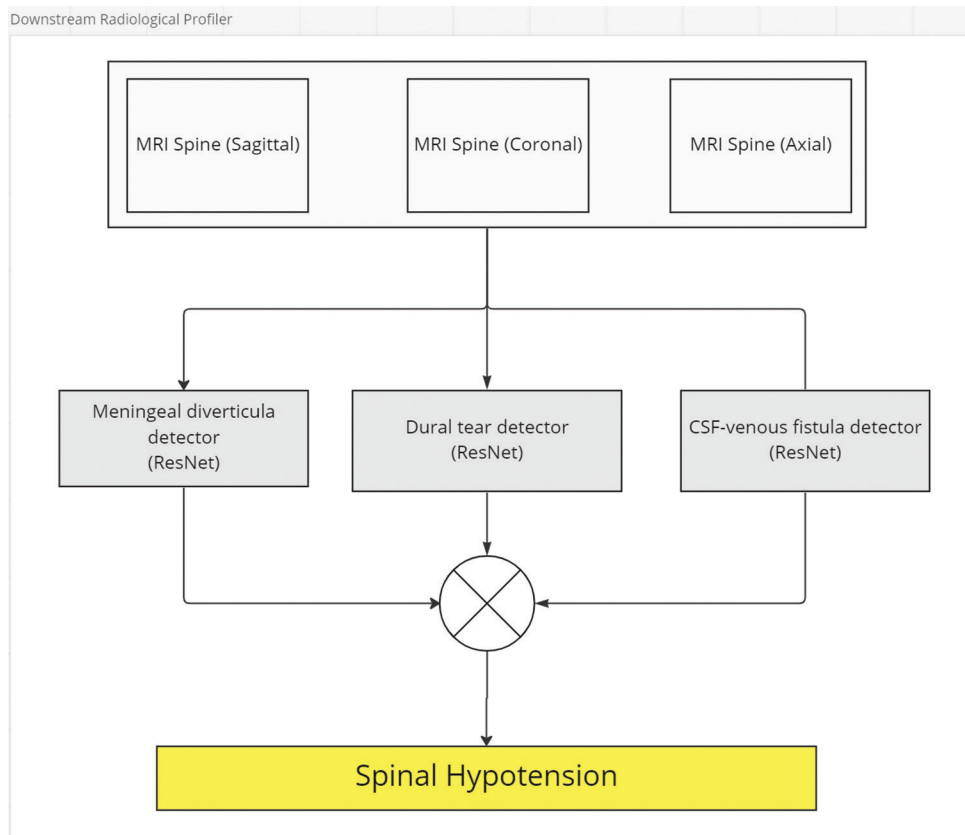 Downstream Radiological Profiler
MRI Spine (Sagittal)
MRI Spine (Coronal)
MRI Spine (Axial)
Meningeal diverticula
detector
(ResNet)
Dural tear detector
(ResNet)
CSF-venous fistula detector
(ResNet)
Spinal Hypotension